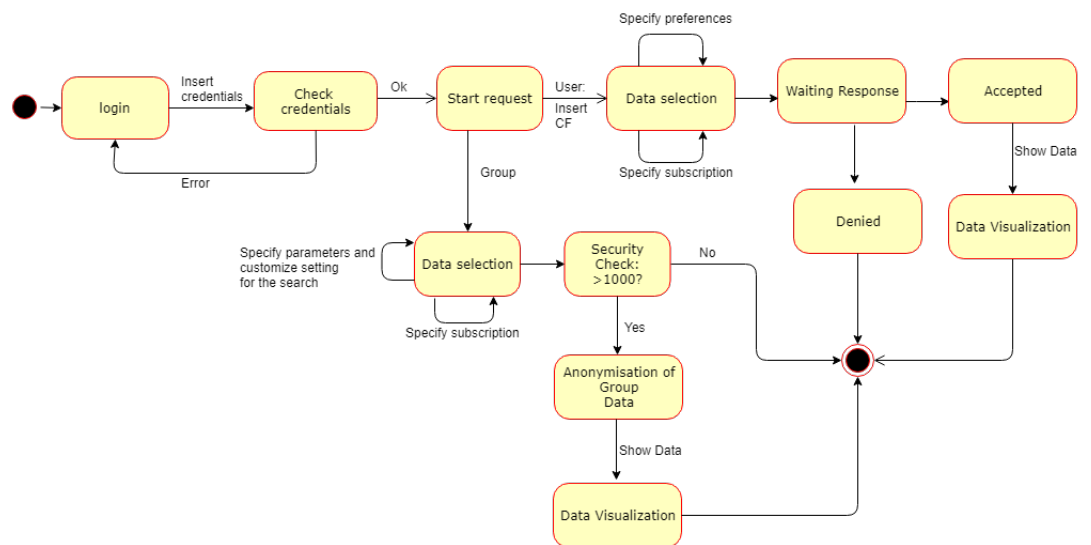 Specify preferences
Insert
credentials
login
Check
credentials
Ok
Start request
User:
Insert
CF
Data selection
Waiting Response
Accepted
Error
Group
Specify subscription
Show Data
Denied
Data Visualization
Specify parameters and
customize setting
for the search
Data selection
Security
Check:
>1000?
No
Specify subscription
Yes
Anonymisation of
Group
Data
Show Data
Data Visualization